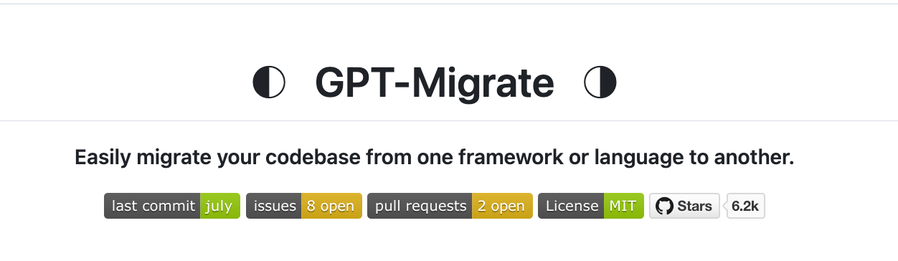 ◐ GPT-Migrate ◑
Easily migrate your codebase from one framework or language to another.
last commit july issues 8 open pull requests 2 open License MIT Stars 6.2k